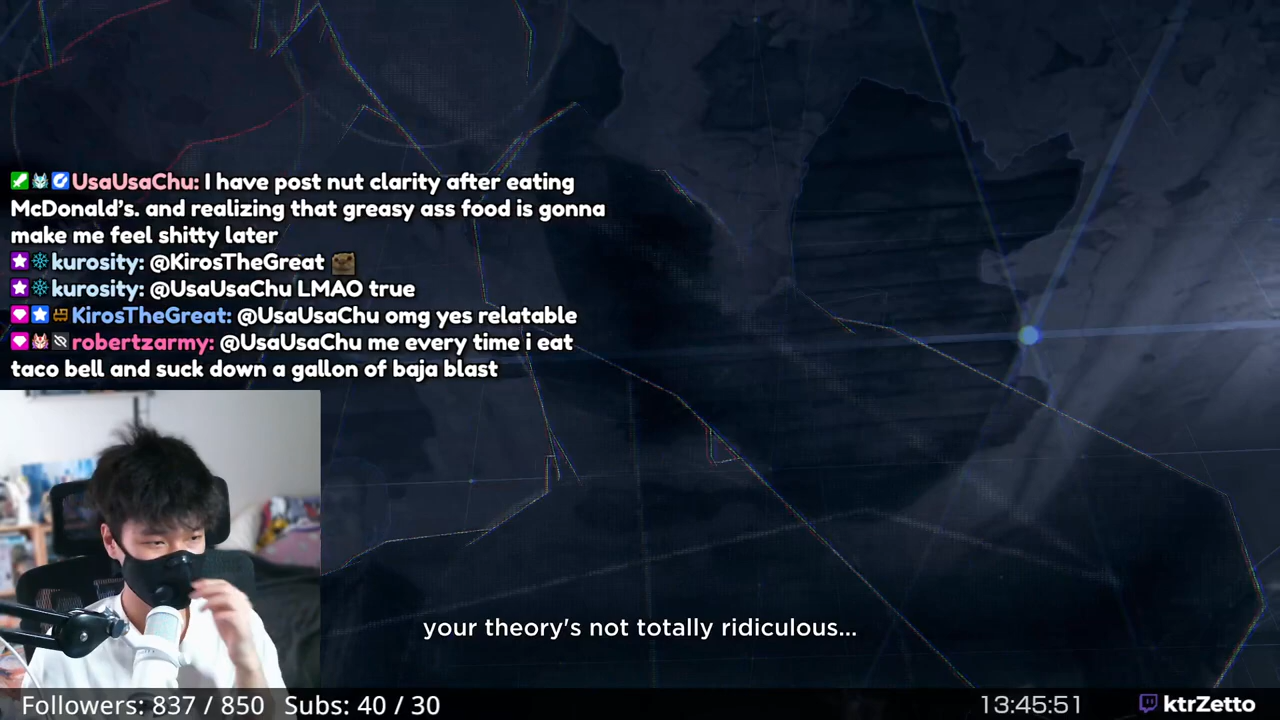 UsaUsaChu: I have post nut clarity after eating
McDonald's. and realizing that greasy ass food is gonna
make me feel shitty later
kurosity: @KirosTheGreat
kurosity: @UsaUsaChu LMAO true
KirosTheGreat: @UsaUsaChu omg yes relatable
robertzarmy: @UsaUsaChu me every time i eat
taco bell and suck down a gallon of baja blast
your theory's not totally ridiculous...
Followers: 837 / 850 Subs: 40 / 30
13:45:51
ktrZetto